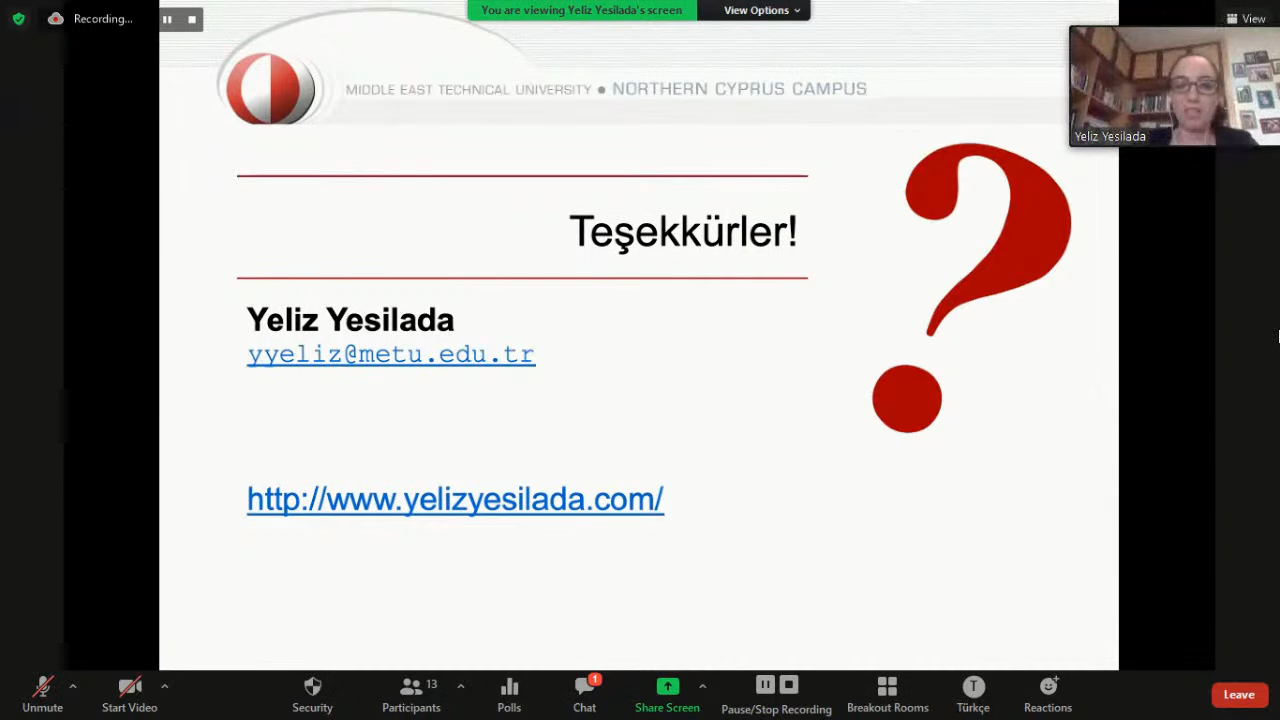 You are viewing Yeliz Yesilada's screen
View Options
Recording...
View
MIDDLE EAST TECHNICAL UNIVERSITY ● NORTHERN CYPRUS CAMPUS
Yeliz Yesilada
?
Teşekkürler!
Yeliz Yesilada
yyeliz@metu.edu.tr
http://www.yelizyesilada.com/
Unmute
Start Video
Security
Participants 13
Polls
Chat 1
Share Screen
Pause/Stop Recording
Breakout Rooms
T Türkçe
Reactions
Leave